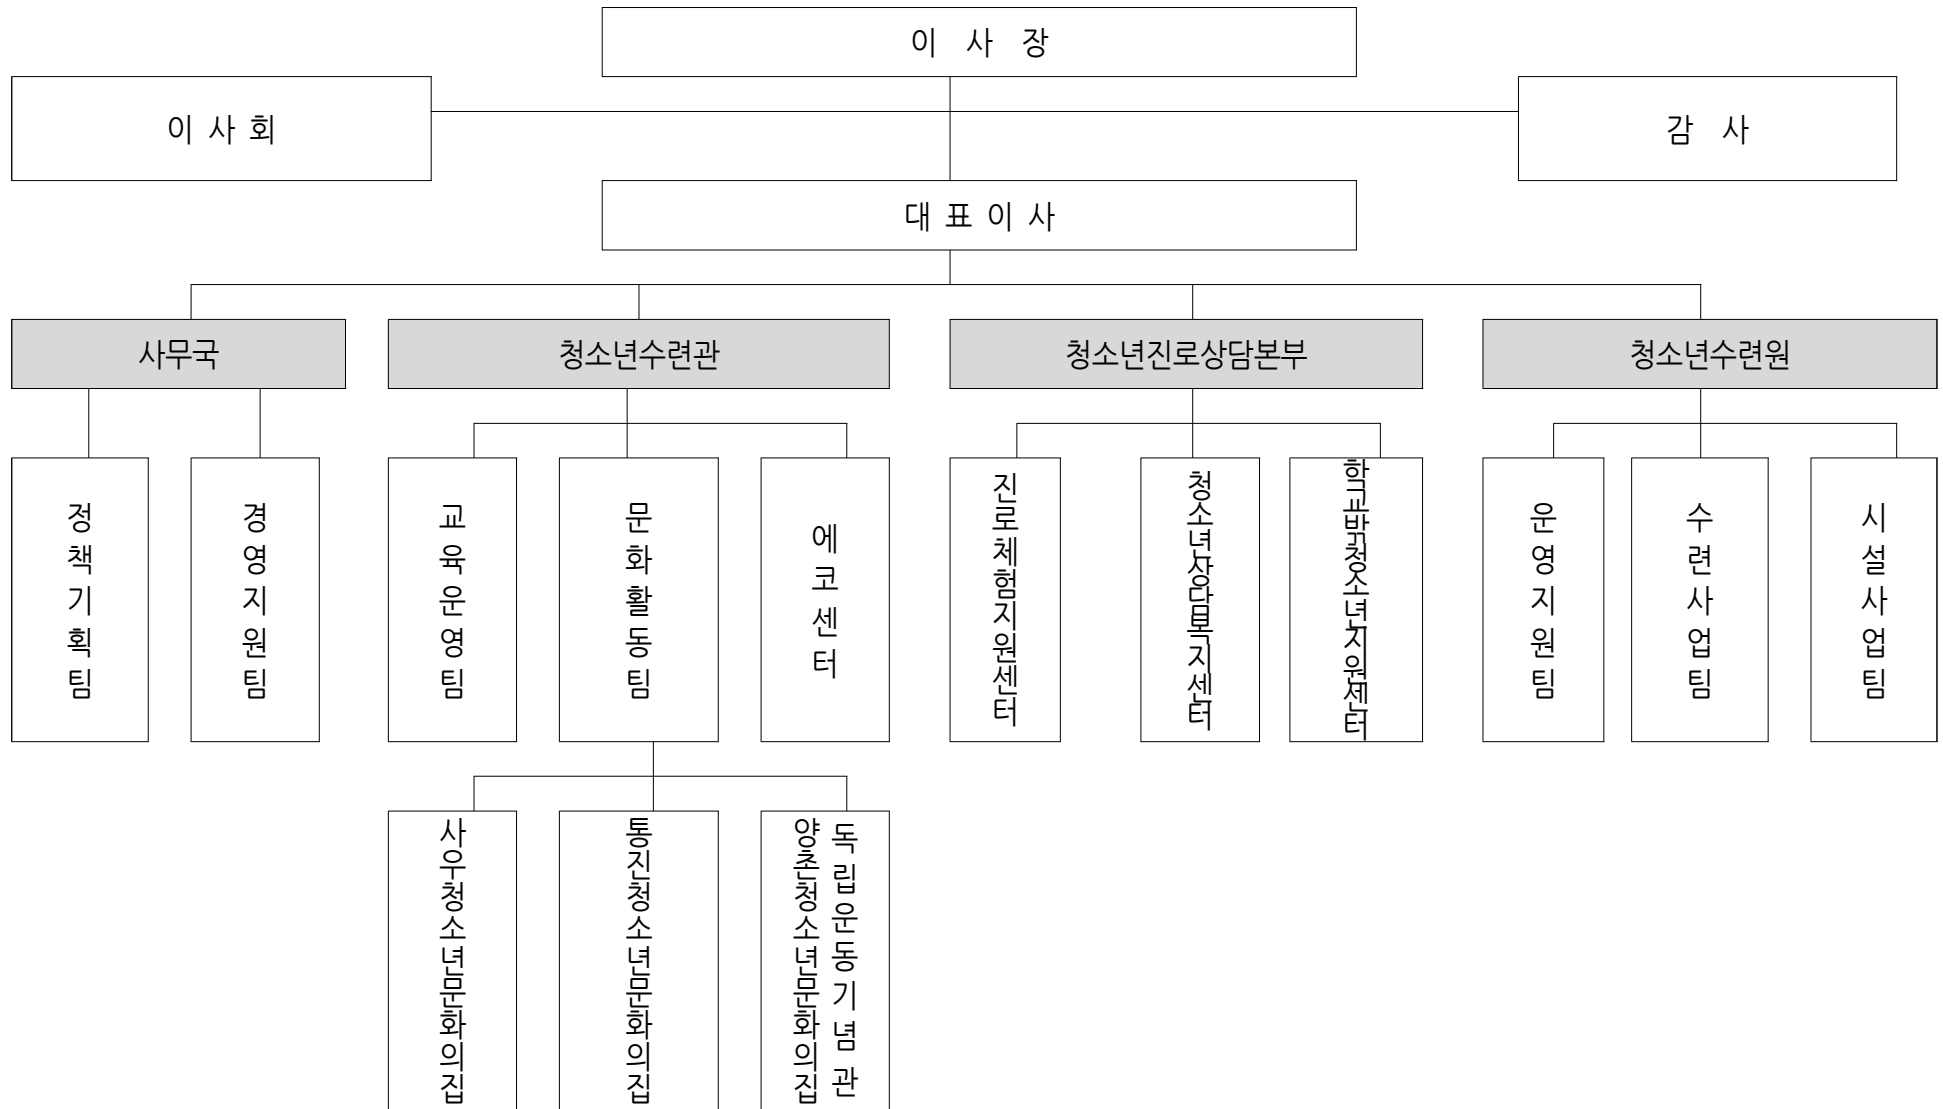 이 사 장
이 사 회
감 사
대 표 이 사
사무국
청소년수련관
청소년진로상담본부
청소년수련원
정책기획팀
경영지원팀
교육운영팀
문화활동팀
에코센터
진로체험지원센터
청소년상담복지센터
학교밖청소년지원센터
운영지원팀
수련사업팀
시설사업팀
사우청소년문화의집
통진청소년문화의집
독립운동기념관
양촌청소년문화의집